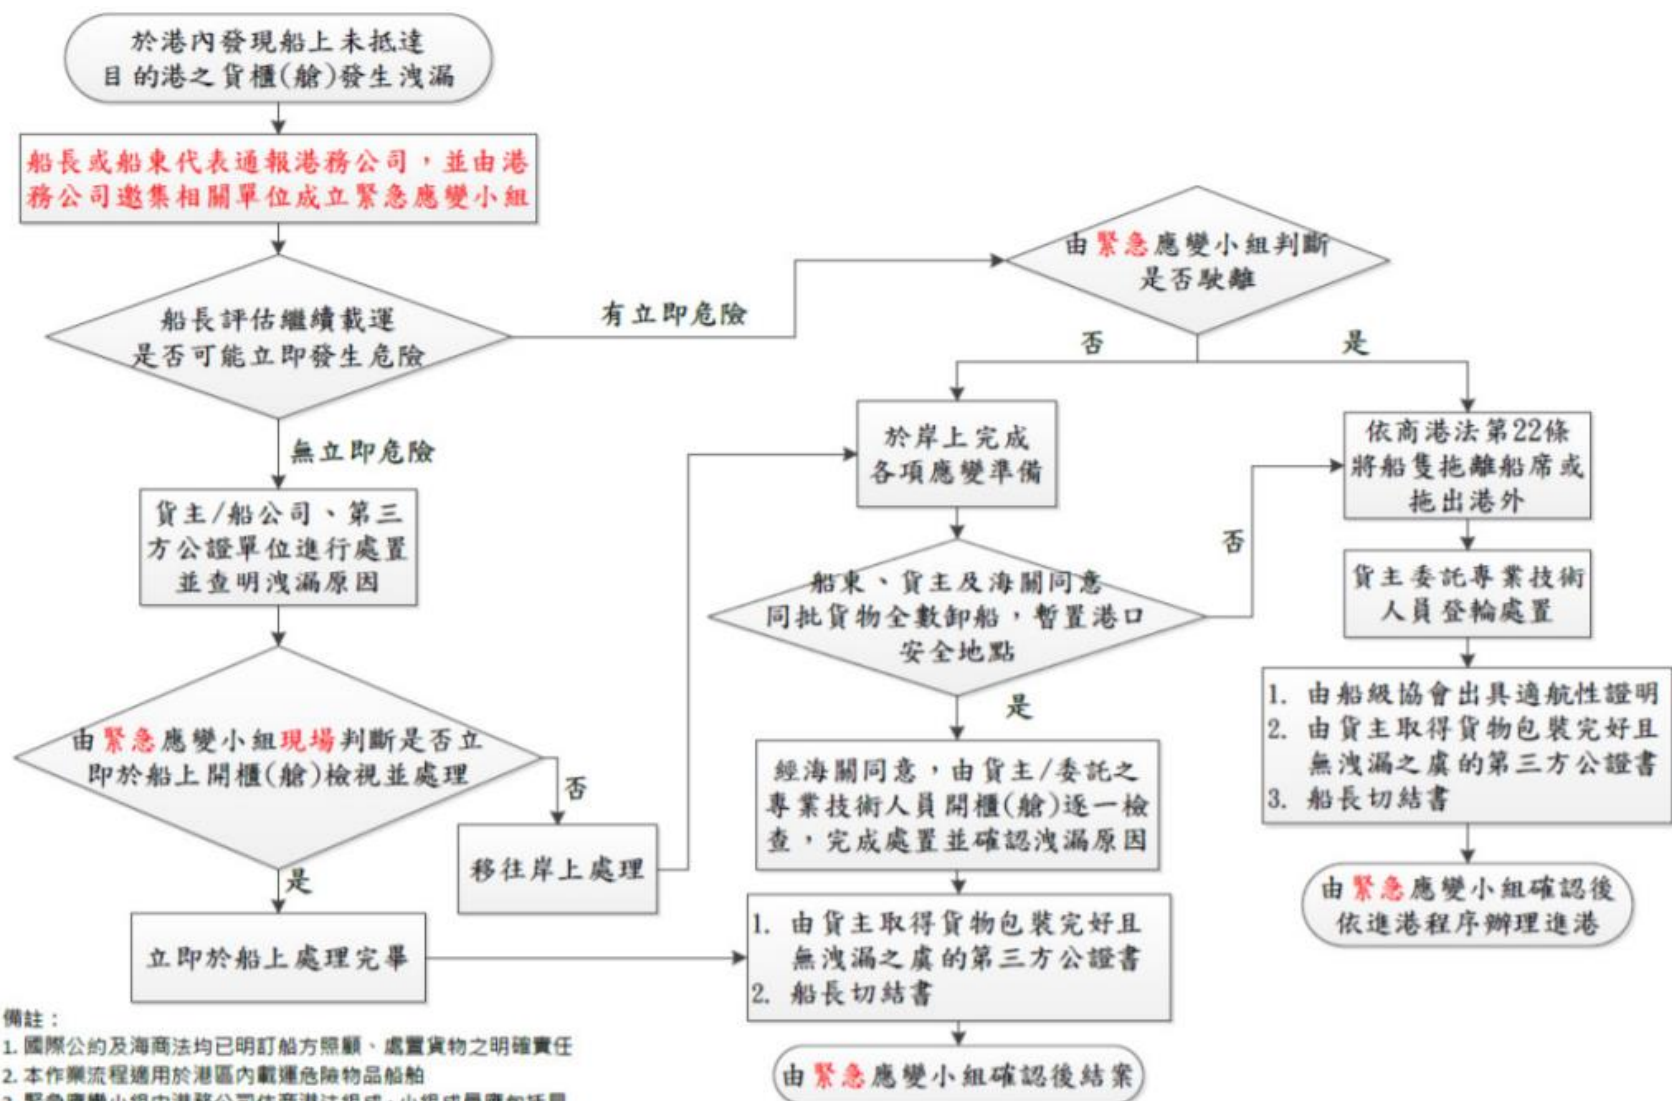 於港內發現船上未抵達
目的港之貨櫃(艙)發生洩漏
船長或船東代表通報港務公司，並由港
務公司邀集相關單位成立緊急應變小組
船長評估繼續載運
是否可能立即發生危險
有立即危險
無立即危險
貨主/船公司、第三
方公證單位進行處置
並查明洩漏原因
由緊急應變小組現場判斷是否立
即於船上開櫃(艙)檢視並處理
否
移往岸上處理
是
立即於船上處理完畢
由緊急應變小組判斷
是否駛離
否
是
於岸上完成
各項應變準備
船東、貨主及海關同意
同批貨物全數卸船，暫置港口
安全地點
否
是
經海關同意，由貨主/委託之
專業技術人員開櫃(艙)逐一檢
查，完成處置並確認洩漏原因
1. 由貨主取得貨物包裝完好且
無洩漏之虞的第三方公證書
2. 船長切結書
由緊急應變小組確認後結案
依商港法第22條
將船隻拖離船席或
拖出港外
貨主委託專業技術
人員登輪處置
1. 由船級協會出具適航性證明
2. 由貨主取得貨物包裝完好且
無洩漏之虞的第三方公證書
3. 船長切結書
由緊急應變小組確認後
依進港程序辦理進港
備註：
1. 國際公約及海商法均已明訂船方照顧、處置貨物之明確責任
2. 本作業流程適用於港區內載運危險物品船舶